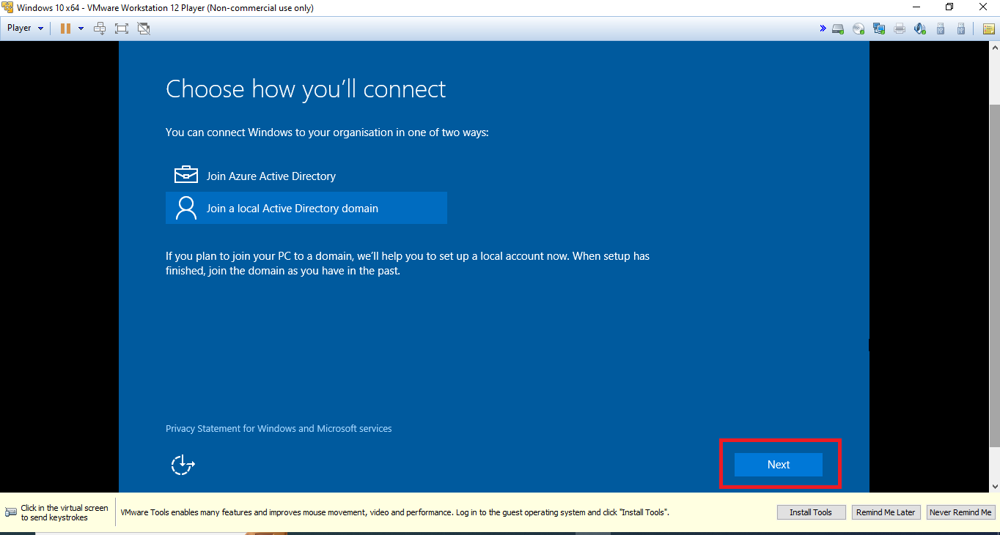 Windows 10 x64 - VMware Workstation 12 Player (Non-commercial use only)
Player
Choose how you'll connect
You can connect Windows to your organisation in one of two ways:
Join Azure Active Directory
Join a local Active Directory domain
If you plan to join your PC to a domain, we'll help you to set up a local account now. When setup has
finished, join the domain as you have in the past.
Privacy Statement for Windows and Microsoft services
Next
Click in the virtual screen
to send keystrokes
VMware Tools enables many features and improves mouse movement, video and performance. Log in to the guest operating system and click "Install Tools".
Install Tools
Remind Me Later
Never Remind Me